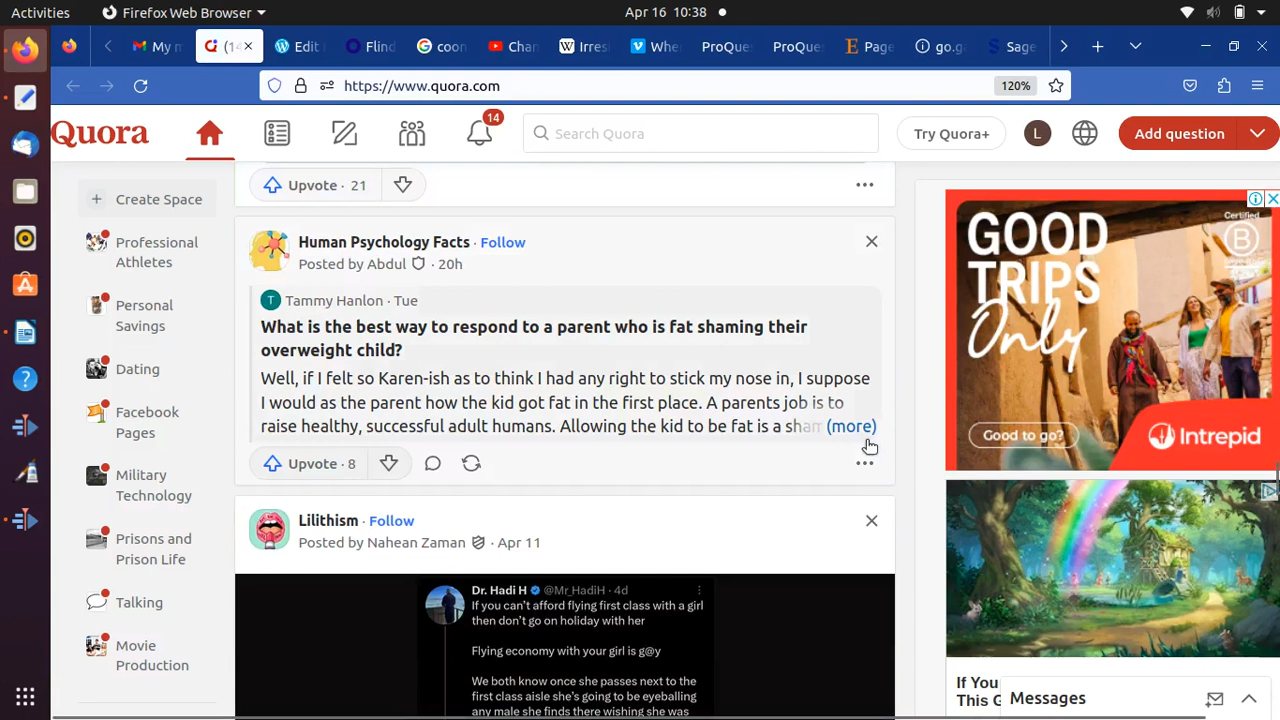 Activities
Firefox Web Browser
Apr 16 10:38
My m
(14
Edit
Flind
coon
Chan
Irres
Whe
ProQue
ProQue
Page
go.g
Sage
https://www.quora.com
120%
Quora
14
Search Quora
Try Quora+
L
Add question
Create Space
Professional
Athletes
Personal
Savings
Dating
Facebook
Pages
Military
Technology
Prisons and
Prison Life
Talking
Movie
Production
Upvote · 21
Human Psychology Facts · Follow
Posted by Abdul · 20h
T Tammy Hanlon · Tue
What is the best way to respond to a parent who is fat shaming their
overweight child?
Well, if I felt so Karen-ish as to think I had any right to stick my nose in, I suppose
I would as the parent how the kid got fat in the first place. A parents job is to
raise healthy, successful adult humans. Allowing the kid to be fat is a sham (more)
Upvote · 8
Lilithism · Follow
Posted by Nahean Zaman · Apr 11
Dr. Hadi H @Mr_HadiH · 4d
If you can't afford flying first class with a girl
then don't go on holiday with her
Flying economy with your girl is g@y
We both know once she passes next to the
first class aisle she's going to be eyeballing
any male she finds there wishing she was
GOOD
TRIPS
Only
Certified
B
Good to go?
Intrepid
If You
This G
Messages